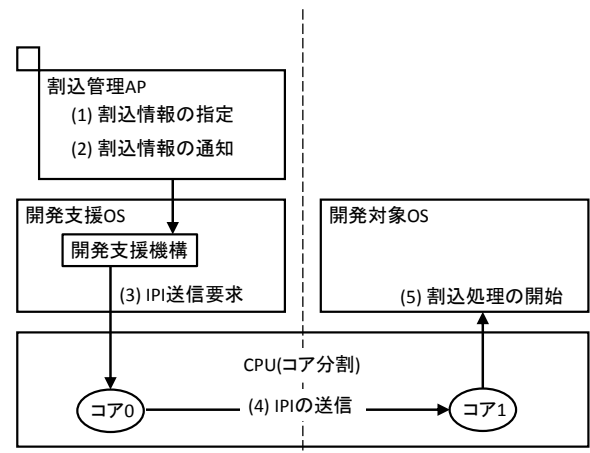 割込管理AP
(1) 割込情報の指定
(2) 割込情報の通知
開発支援OS
開発支援機構
(3) IPI送信要求
開発対象OS
(5) 割込処理の開始
CPU(コア分割)
コア0
(4) IPIの送信
コア1